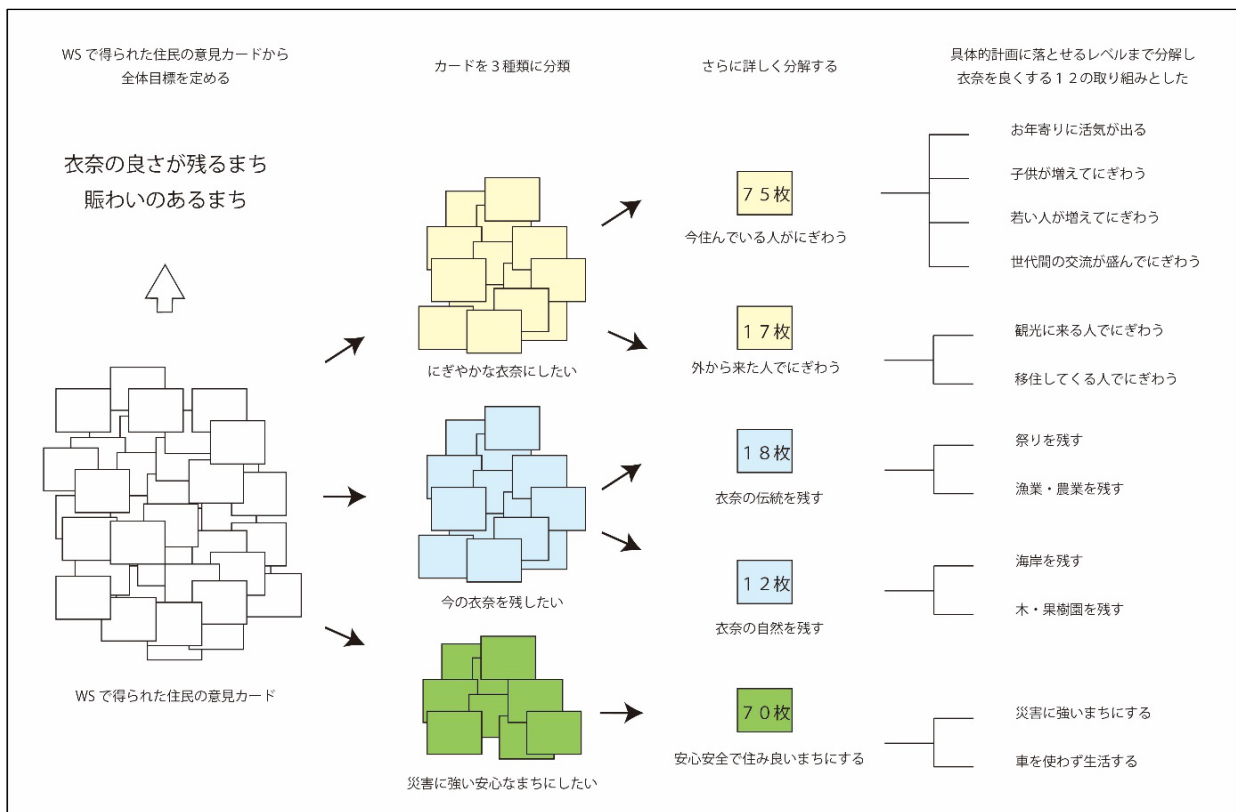 WSで得られた住民の意見カードから
全体目標を定める
カードを３種類に分類
さらに詳しく分解する
具体的計画に落とせるレベルまで分解し
衣奈を良くする１２の取り組みとした
衣奈の良さが残るまち
賑わいのあるまち
WSで得られた住民の意見カード
にぎやかな衣奈にしたい
今の衣奈を残したい
災害に強い安心なまちにしたい
７５枚
今住んでいる人がにぎわう
１７枚
外から来た人でにぎわう
１８枚
衣奈の伝統を残す
１２枚
衣奈の自然を残す
７０枚
安心安全で住み良いまちにする
お年寄りに活気が出る
子供が増えてにぎわう
若い人が増えてにぎわう
世代間の交流が盛んでにぎわう
観光に来る人でにぎわう
移住してくる人でにぎわう
祭りを残す
漁業・農業を残す
海岸を残す
木・果樹園を残す
災害に強いまちにする
車を使わず生活する